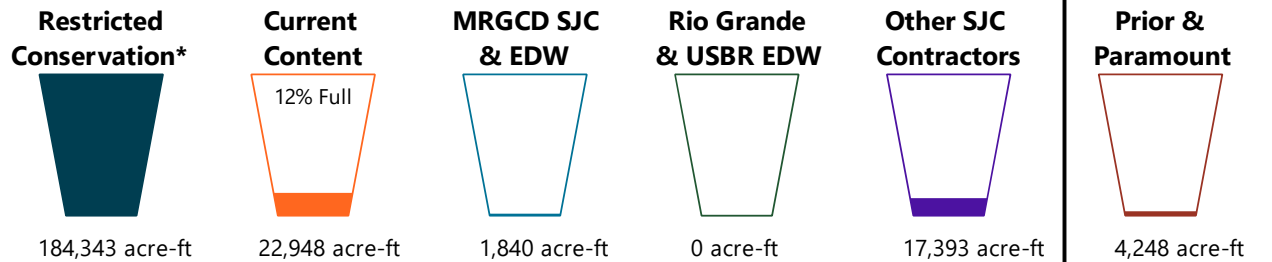 Restricted
Conservation*
Current
Content
MRGCD SJC
& EDW
Rio Grande
& USBR EDW
Other SJC
Contractors
Prior &
Paramount
12% Full
184,343 acre-ft
22,948 acre-ft
1,840 acre-ft
0 acre-ft
17,393 acre-ft
4,248 acre-ft